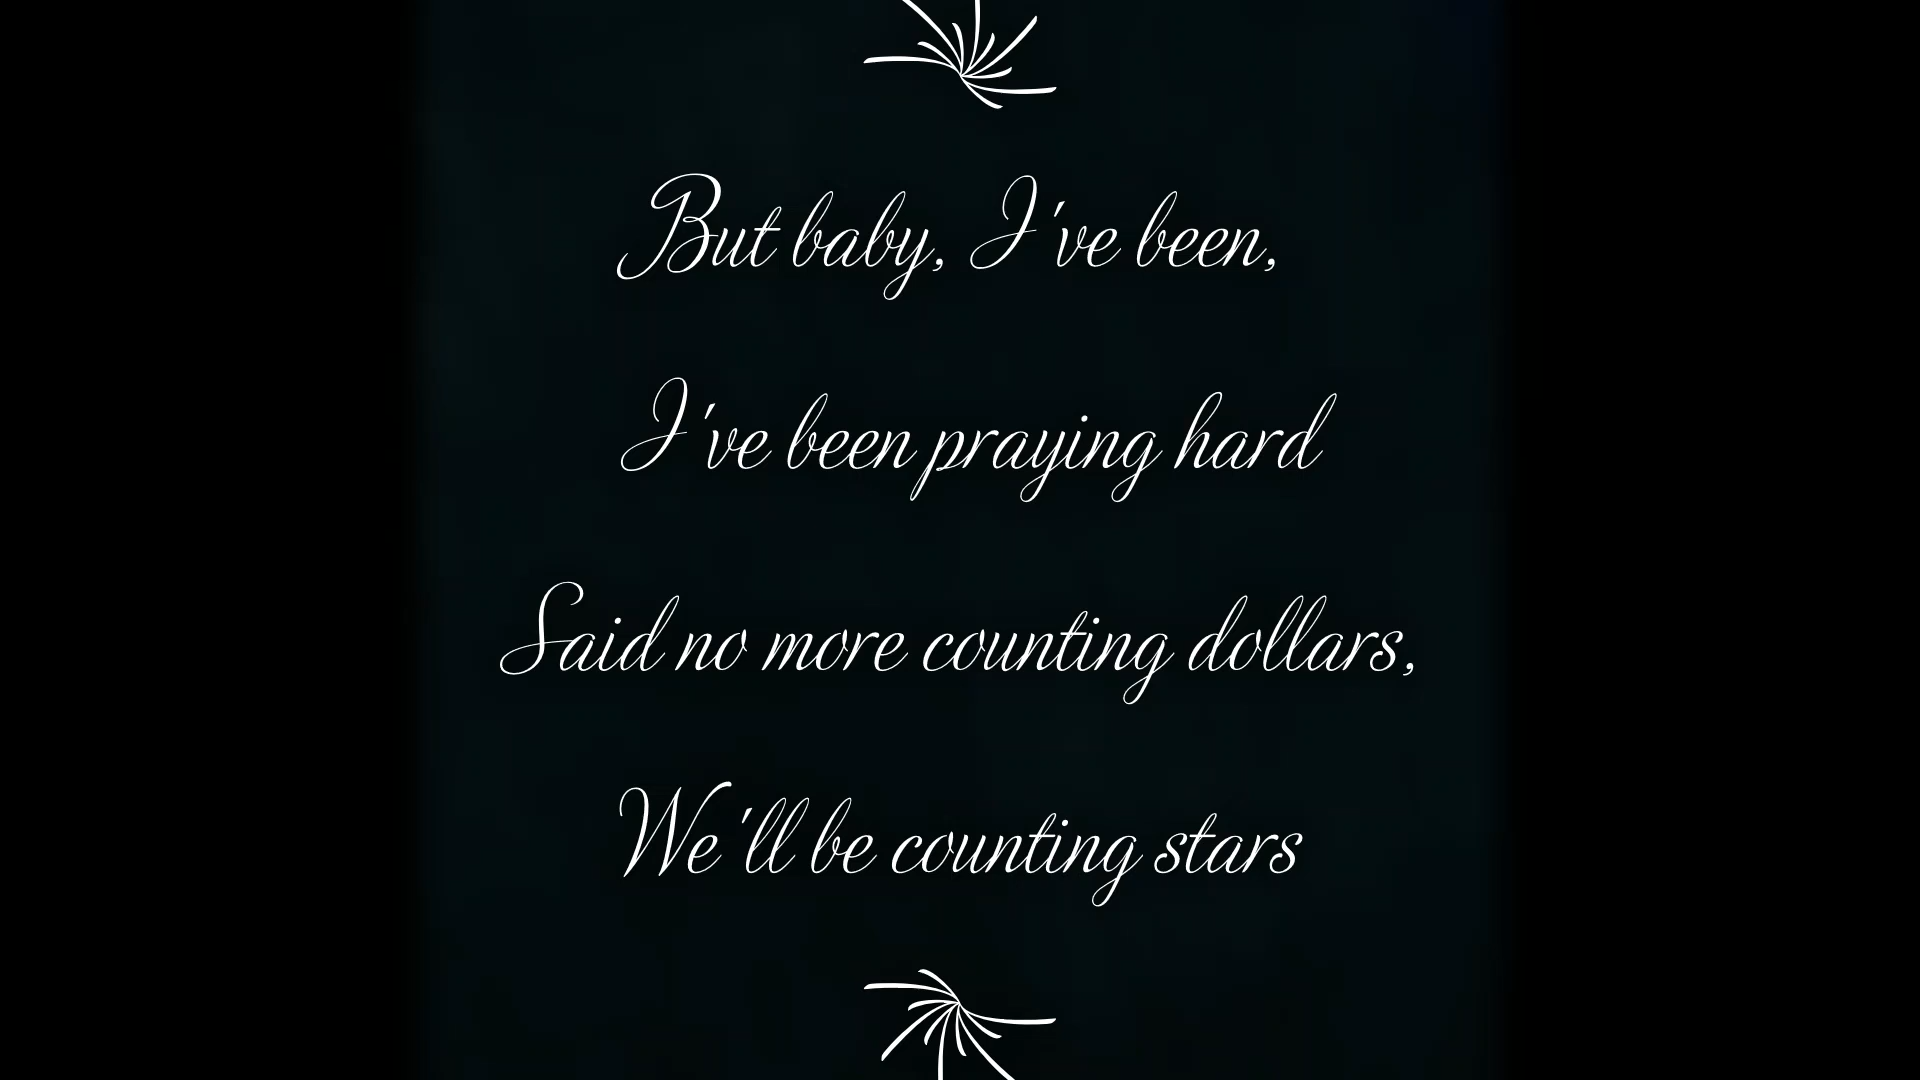 But baby, I've been,
I've been praying hard
Said no more counting dollars,
We'll be counting stars